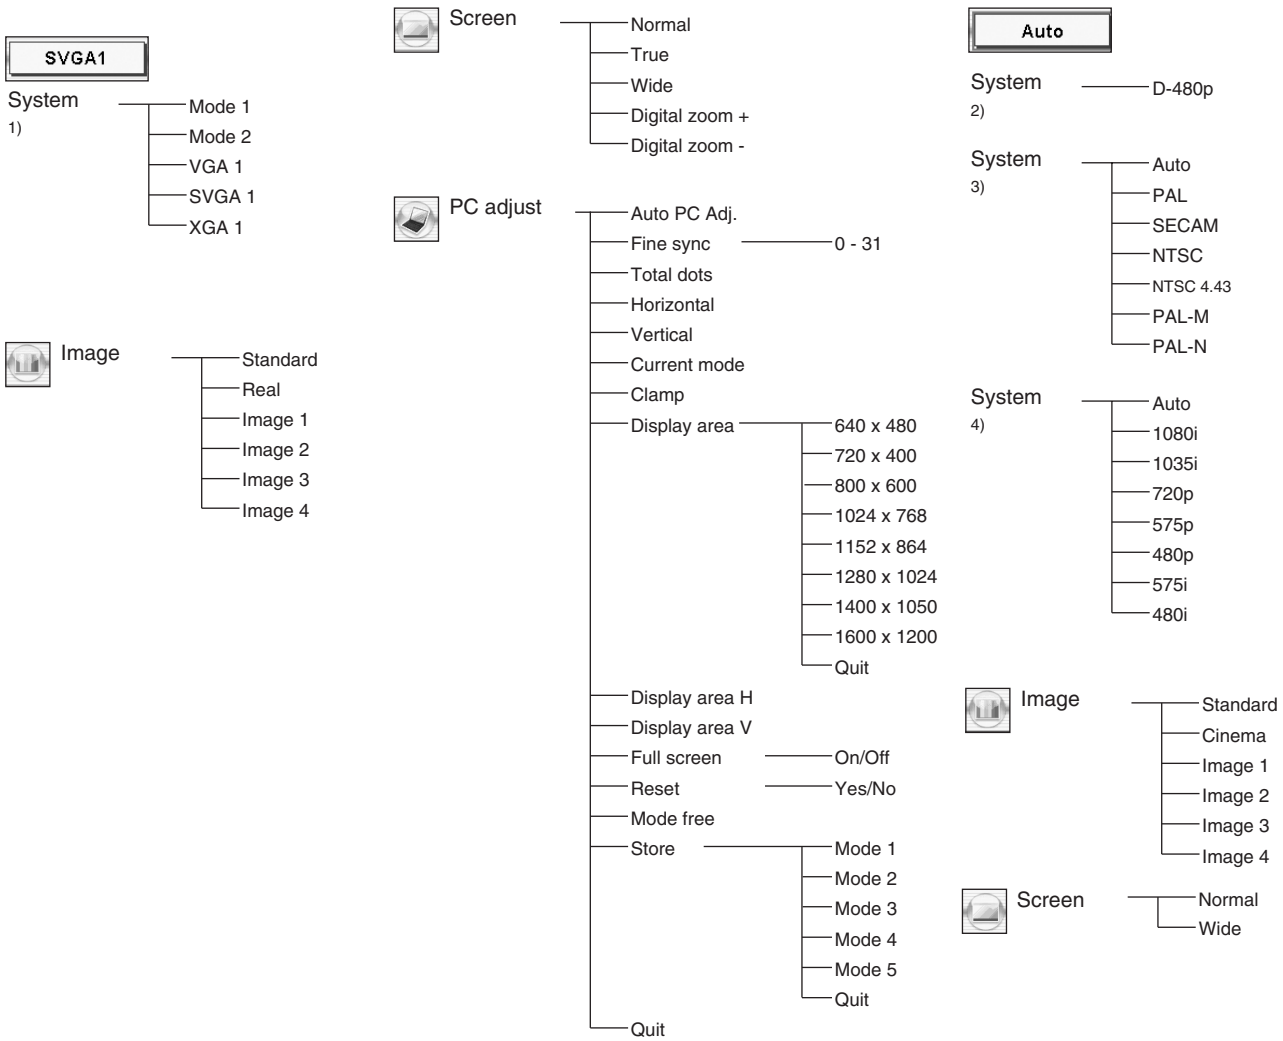 SVGA1
System
1)
Mode 1
Mode 2
VGA 1
SVGA 1
XGA 1
Image
Standard
Real
Image 1
Image 2
Image 3
Image 4
Screen
Normal
True
Wide
Digital zoom +
Digital zoom -
PC adjust
Auto PC Adj.
Fine sync
0 - 31
Total dots
Horizontal
Vertical
Current mode
Clamp
Display area
640 x 480
720 x 400
800 x 600
1024 x 768
1152 x 864
1280 x 1024
1400 x 1050
1600 x 1200
Quit
Display area H
Display area V
Full screen
On/Off
Reset
Yes/No
Mode free
Store
Mode 1
Mode 2
Mode 3
Mode 4
Mode 5
Quit
Quit
Auto
System
2)
D-480p
System
3)
Auto
PAL
SECAM
NTSC
NTSC 4.43
PAL-M
PAL-N
System
4)
Auto
1080i
1035i
720p
575p
480p
575i
480i
Image
Standard
Cinema
Image 1
Image 2
Image 3
Image 4
Screen
Normal
Wide